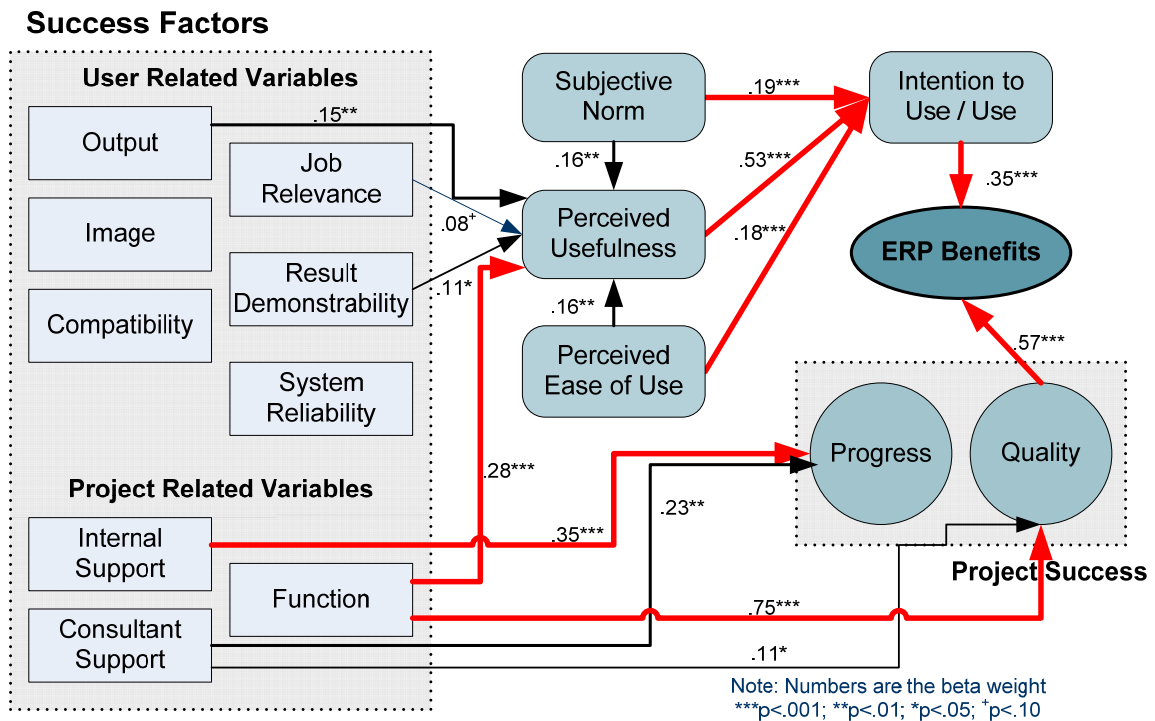 Success Factors
User Related Variables
Output
Job
Relevance
Image
Result
Demonstrability
Compatibility
System
Reliability
Project Related Variables
Internal
Support
Function
Consultant
Support
.15**
.08+
.11*
.28***
.35***
.23**
.75***
.11*
Subjective
Norm
.16**
Perceived
Usefulness
.16**
Perceived
Ease of Use
.19***
.53***
.18***
Intention to
Use / Use
.35***
ERP Benefits
.57***
Progress
Quality
Project Success
Note: Numbers are the beta weight
***p<.001; **p<.01; *p<.05; +p<.10